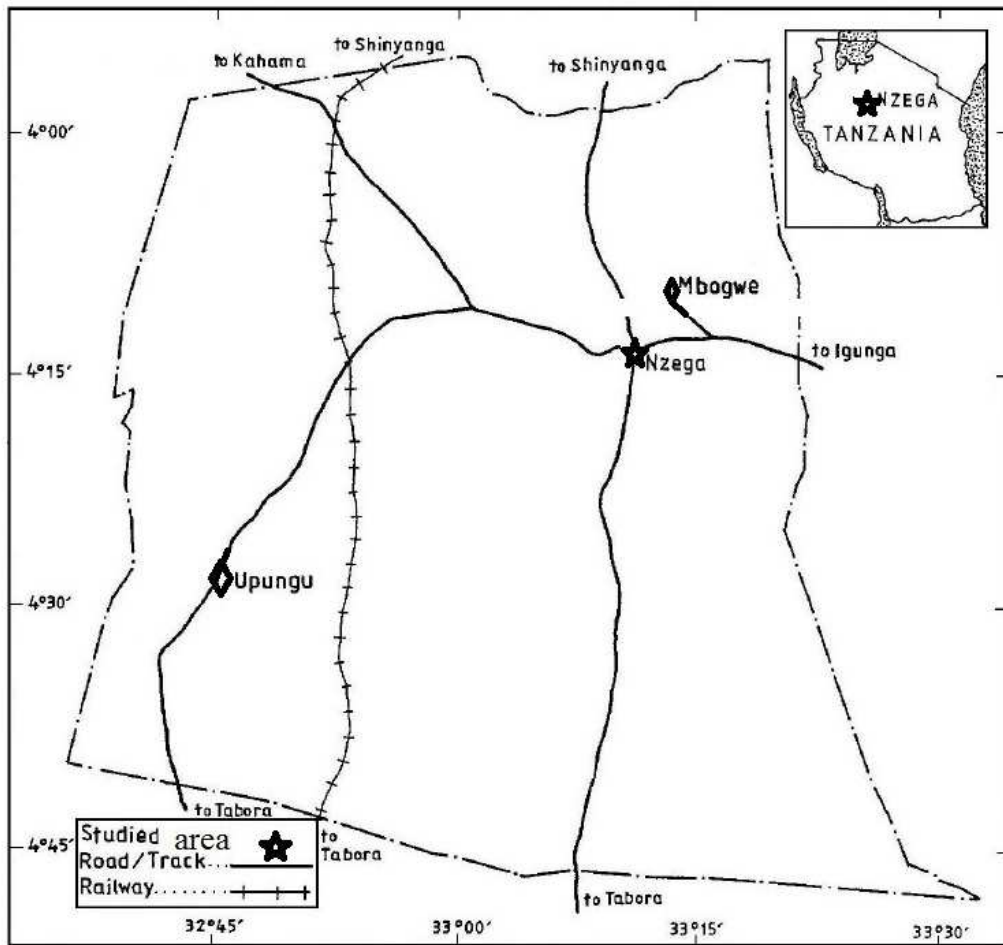 to Shinyanga
to Kahama
to Shinyanga
NZEGA
TANZANIA
4°00′
Mbogwe
to Igunga
Nzega
4°15′
Upungu
4°30′
to Tabora
Studied area
Road/Track
Railway
to
Tabora
4°45′
to Tabora
32°45′
33°00′
33°15′
33°30′